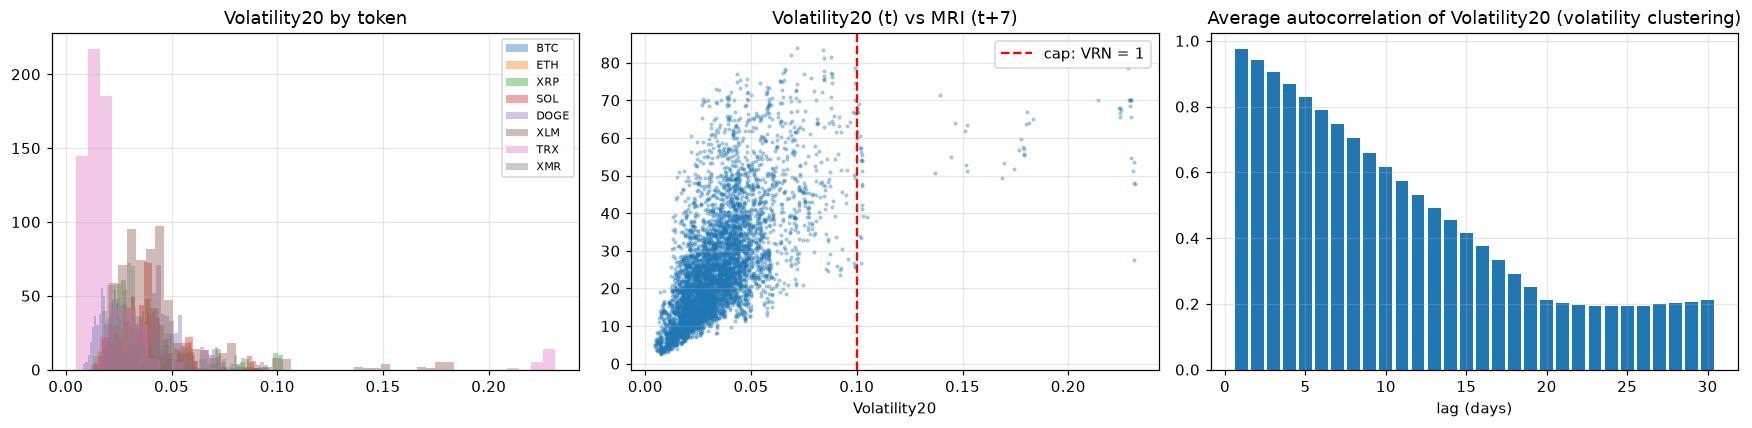 Volatility20 by token
200
150
100
50
0
0.00 0.05 0.10 0.15 0.20
BTC
ETH
XRP
SOL
DOGE
XLM
TRX
XMR
Volatility20 (t) vs MRI (t+7)
80
70
60
50
40
30
20
10
0
0.00 0.05 0.10 0.15 0.20
Volatility20
cap: VRN = 1
Average autocorrelation of Volatility20 (volatility clustering)
1.0
0.8
0.6
0.4
0.2
0.0
0 5 10 15 20 25 30
lag (days)